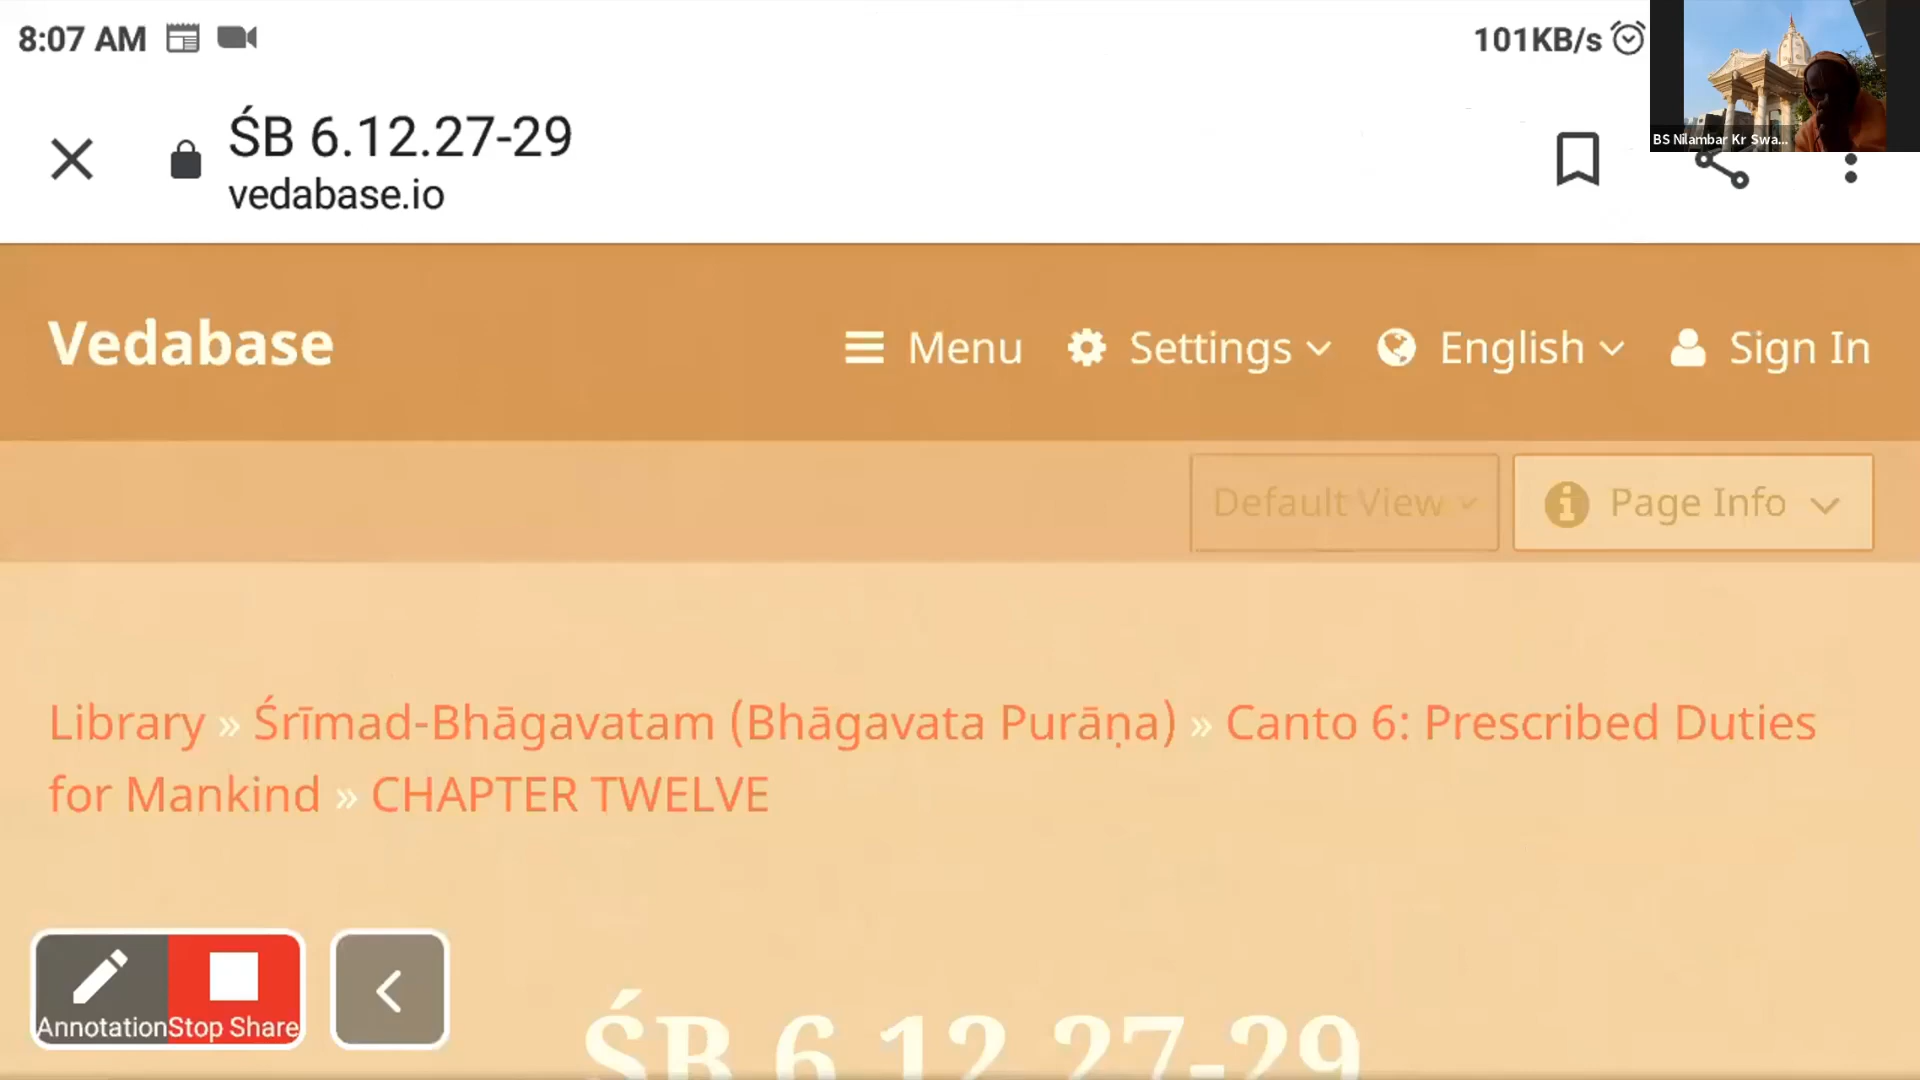 8:07 AM
101KB/s
BS Nilambar Kr Swa...
ŚB 6.12.27-29
vedabase.io
Vedabase
Menu
Settings
English
Sign In
Default View
Page Info
Library » Śrīmad-Bhāgavatam (Bhāgavata Purāṇa) » Canto 6: Prescribed Duties
for Mankind » CHAPTER TWELVE
Annotation
Stop Share
ŚB 6.12.27-29